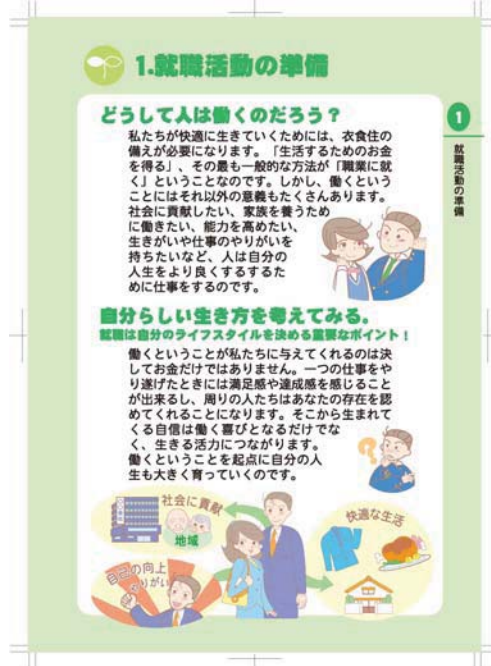 1.就職活動の準備
どうして人は働くのだろう？
私たちが快適に生きていくためには、衣食住の
備えが必要になります。「生活するためのお金
を得る」、その最も一般的な方法が「職業に就
く」ということなのです。しかし、働くという
ことにはそれ以外の意義もたくさんあります。
社会に貢献したい、家族を養うため
に働きたい、能力を高めたい、
生きがいや仕事のやりがいを
持ちたいなど、人は自分の
人生をより良くするするた
めに仕事をするのです。
自分らしい生き方を考えてみる。
就職は自分のライフスタイルを決める重要なポイント！
働くということが私たちに与えてくれるのは決
してお金だけではありません。一つの仕事をや
り遂げたときには満足感や達成感を感じること
が出来るし、周りの人たちはあなたの存在を認
めてくれることになります。そこから生まれて
くる自信は働く喜びとなるだけでな
く、生きる活力につながります。
働くということを起点に自分の人
生も大きく育っていくのです。
社会に貢献
地域
自己の向上
やりがい
快適な生活
1
就職活動の準備